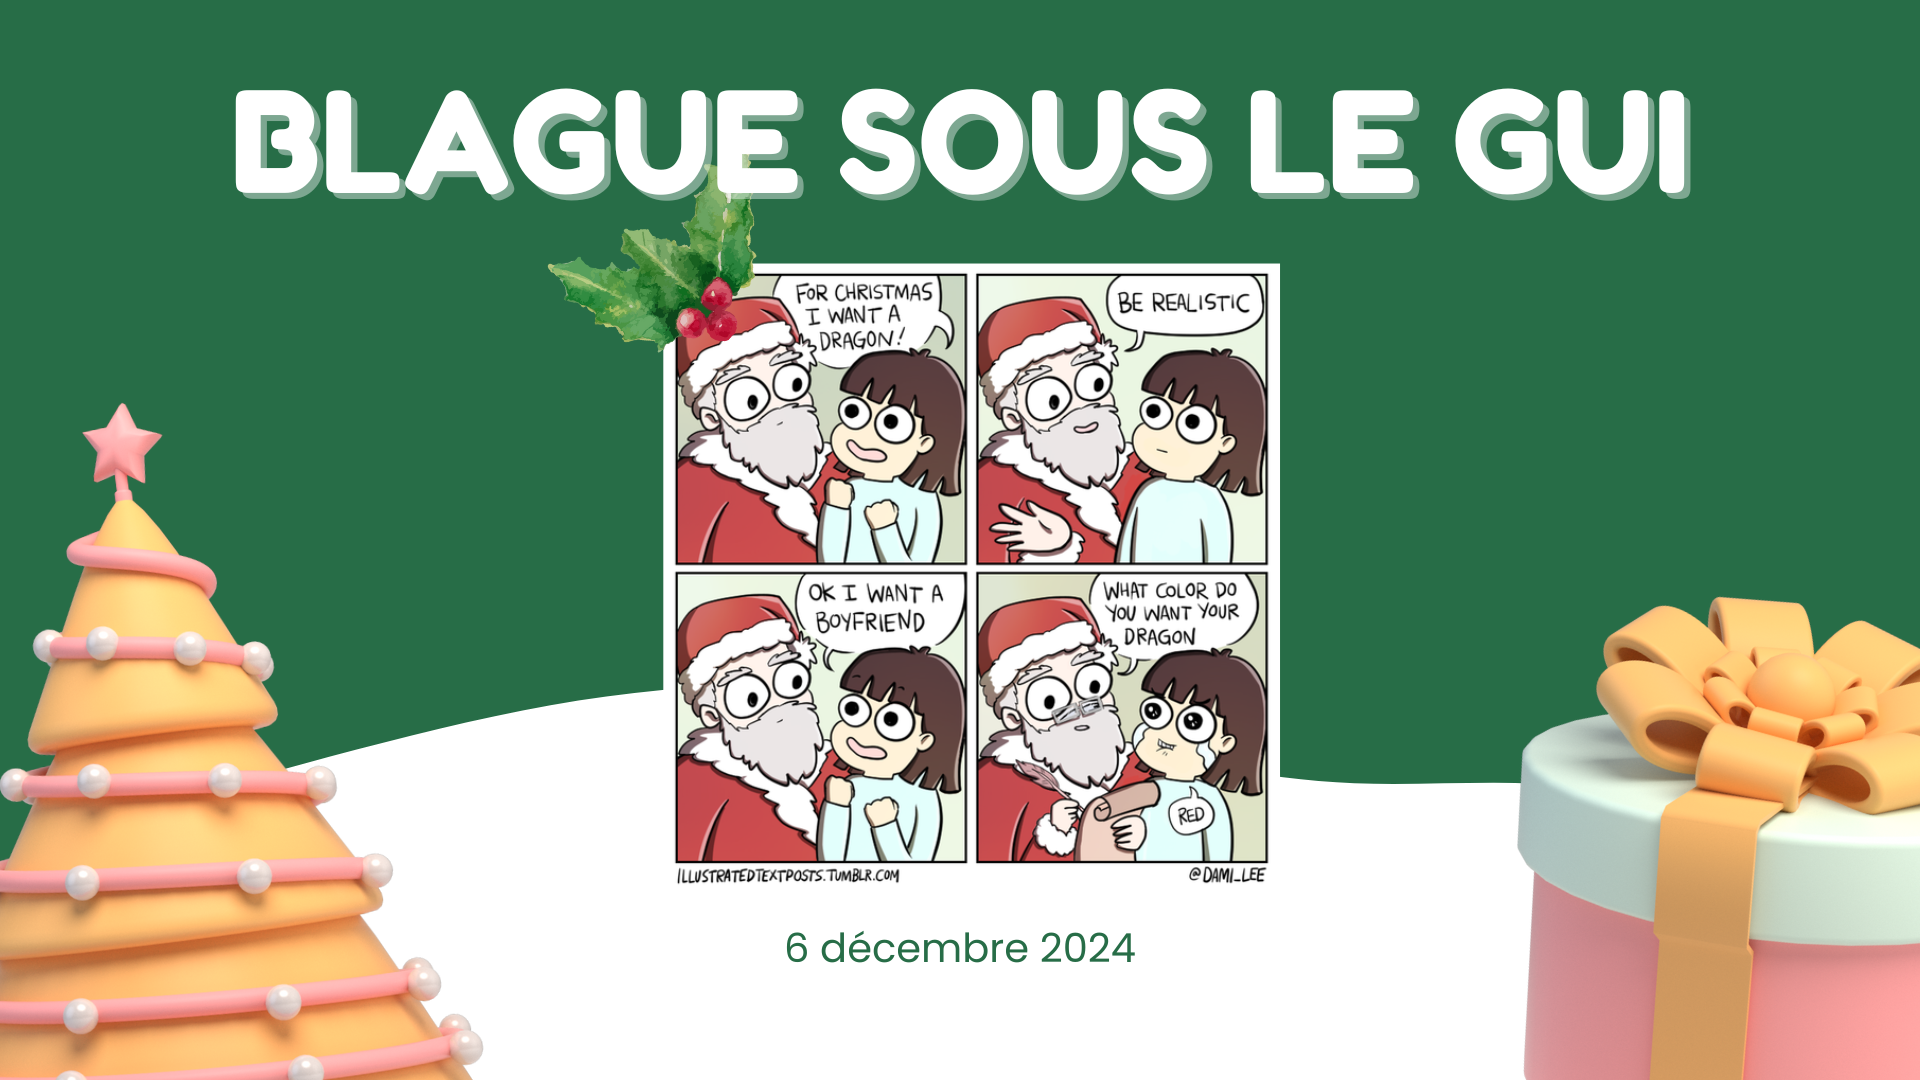 BLAGUE SOUS LE GUI
FOR CHRISTMAS
I WANT A
DRAGON!
BE REALISTIC
OK I WANT A
BOYFRIEND
WHAT COLOR DO
YOU WANT YOUR
DRAGON
RED
ILLUSTRATEDTEXTPOSTS.TUMBLR.COM
@DAMI_LEE
6 décembre 2024